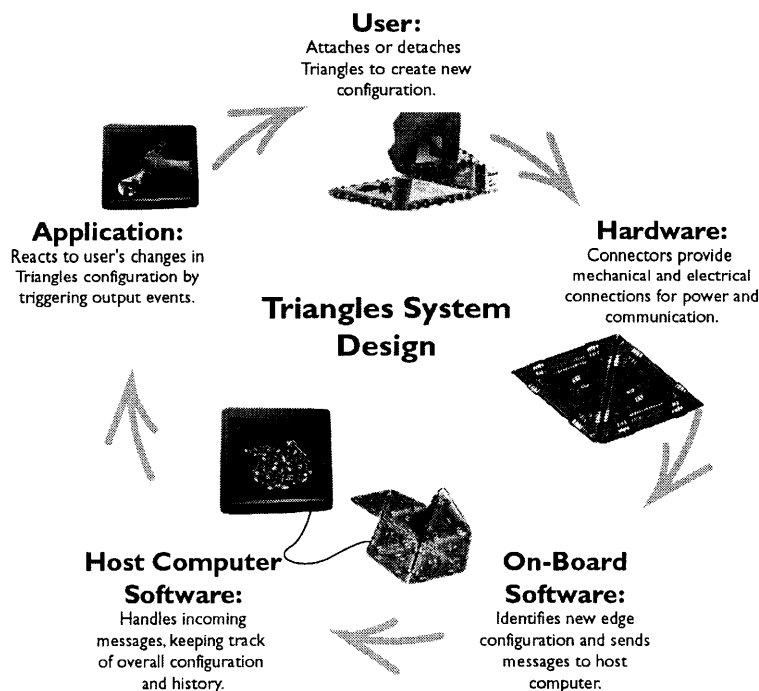 User:
Attaches or detaches
Triangles to create new
configuration.
Application:
Reacts to user's changes in
Triangles configuration by
triggering output events.
Hardware:
Connectors provide
mechanical and electrical
connections for power and
communication.
Triangles System
Design
Host Computer
Software:
Handles incoming
messages, keeping track
of overall configuration
and history.
On-Board
Software:
Identifies new edge
configuration and sends
messages to host
computer.